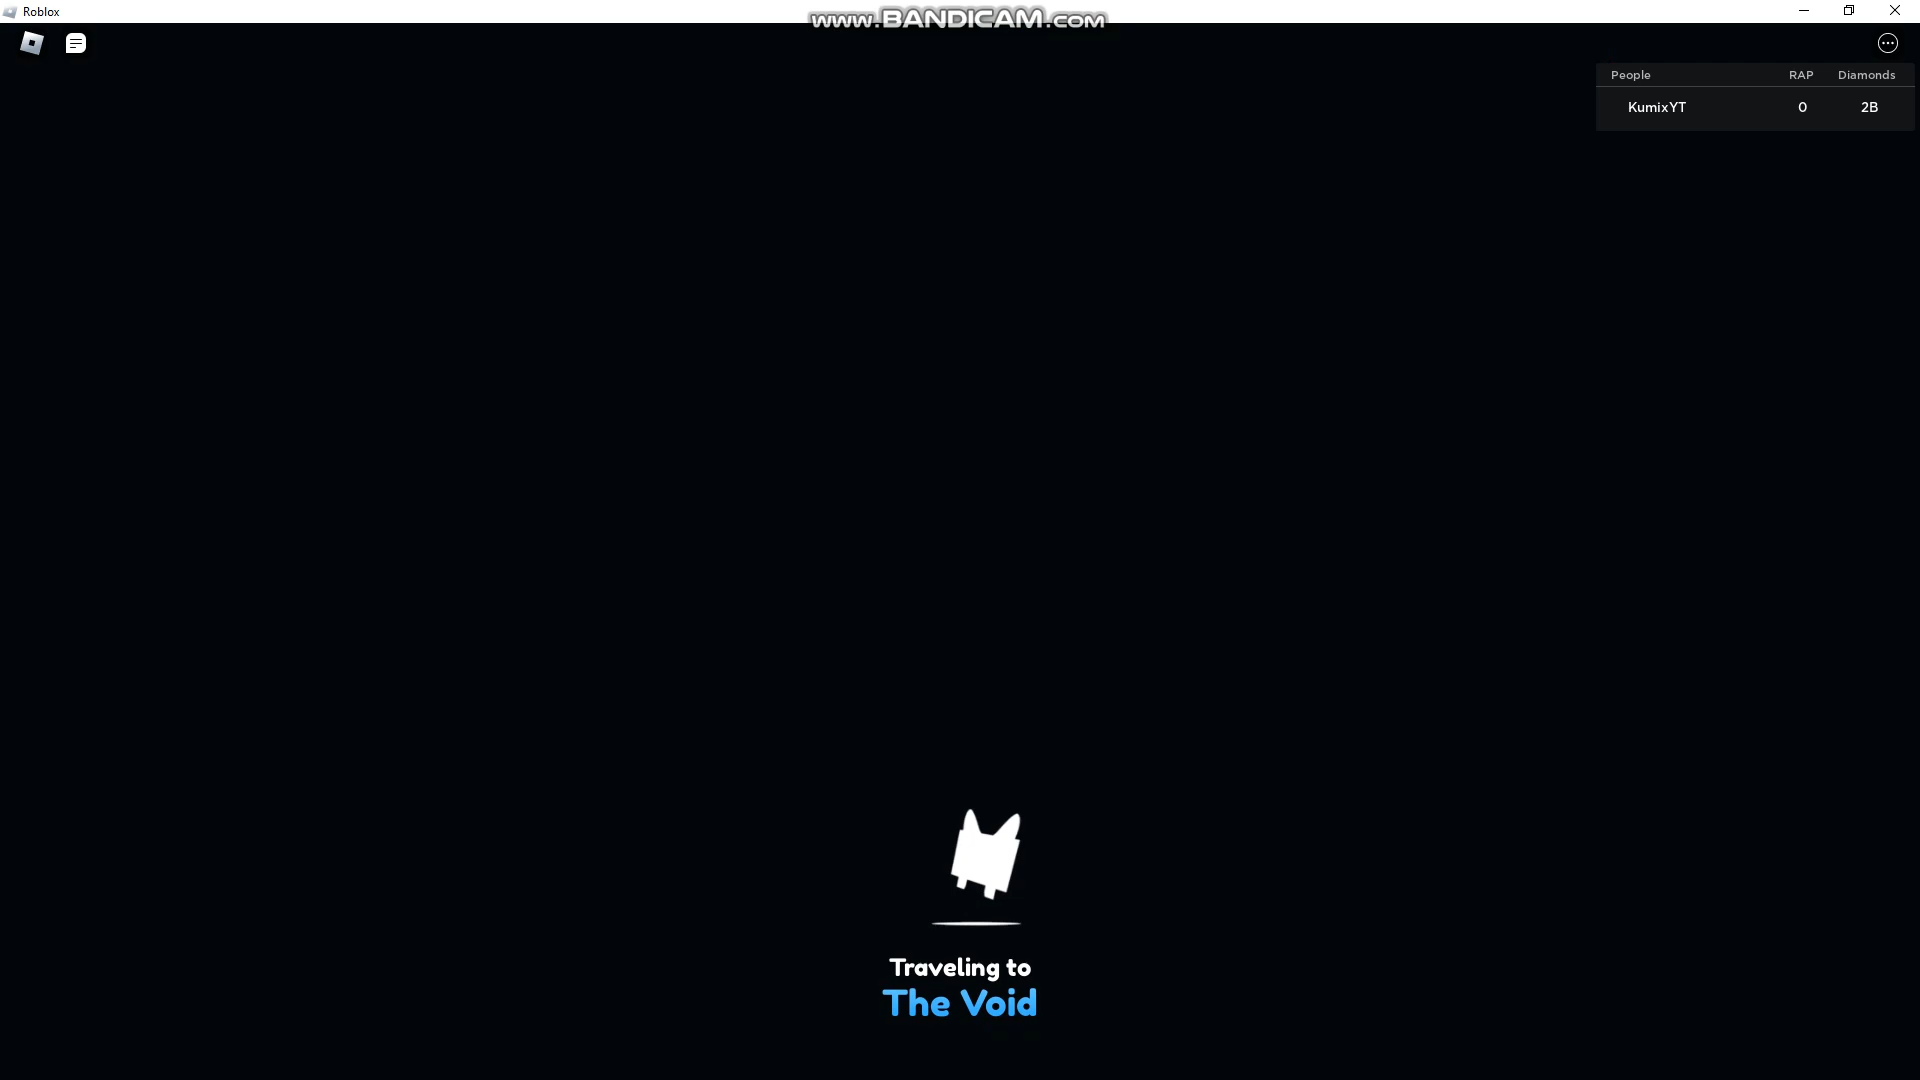 Roblox
www.BANDICAM.com
People RAP Diamonds
KumixYT 0 2B
Traveling to
The Void